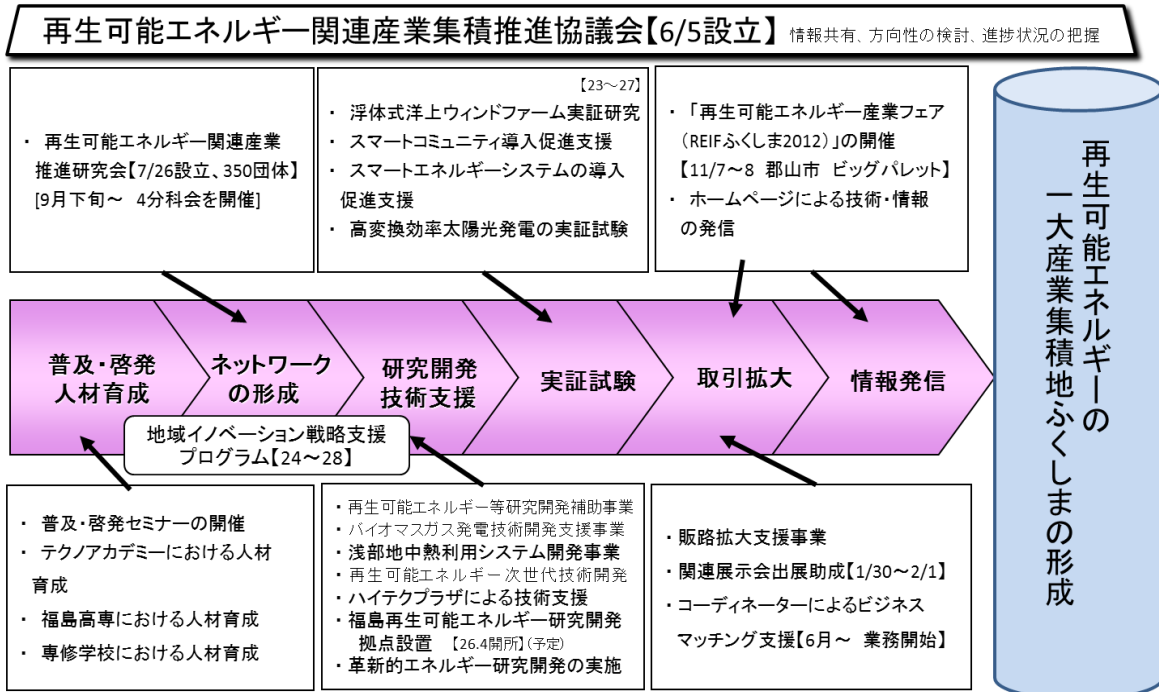 再生可能エネルギー関連産業集積推進協議会【6/5設立】 情報共有、方向性の検討、進捗状況の把握
・ 再生可能エネルギー関連産業
推進研究会【7/26設立、350団体】
[9月下旬～ 4分科会を開催]
【23～27】
・ 浮体式洋上ウィンドファーム実証研究
・ スマートコミュニティ導入促進支援
・ スマートエネルギーシステムの導入
促進支援
・ 高変換効率太陽光発電の実証試験
・ 「再生可能エネルギー産業フェア
(REIFふくしま2012)」の開催
【11/7～8 郡山市 ビッグパレット】
・ ホームページによる技術・情報
の発信
普及・啓発
人材育成
ネットワーク
の形成
研究開発
技術支援
実証試験
取引拡大
情報発信
地域イノベーション戦略支援
プログラム【24～28】
・ 普及・啓発セミナーの開催
・ テクノアカデミーにおける人材
育成
・ 福島高専における人材育成
・ 専修学校における人材育成
・ 再生可能エネルギー等研究開発補助事業
・ バイオマスガス発電技術開発支援事業
・ 浅部地中熱利用システム開発事業
・ 再生可能エネルギー次世代技術開発
・ ハイテクプラザによる技術支援
・ 福島再生可能エネルギー研究開発
拠点設置 【26.4開所】(予定)
・ 革新的エネルギー研究開発の実施
・ 販路拡大支援事業
・ 関連展示会出展助成【1/30～2/1】
・ コーディネーターによるビジネス
マッチング支援【6月～ 業務開始】
再生可能エネルギーの
一大産業集積地ふくしまの形成